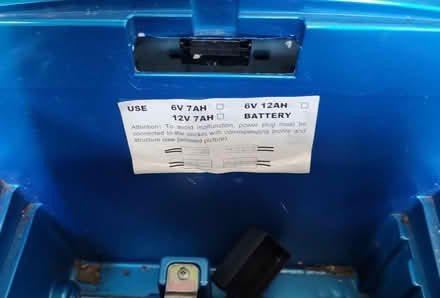 USE 6V 7AH 6V 12AH
12V 7AH BATTERY
Attention: To avoid malfunction, power plug must be
connected to the socket with corresponding profile and
structure (see followed picture).